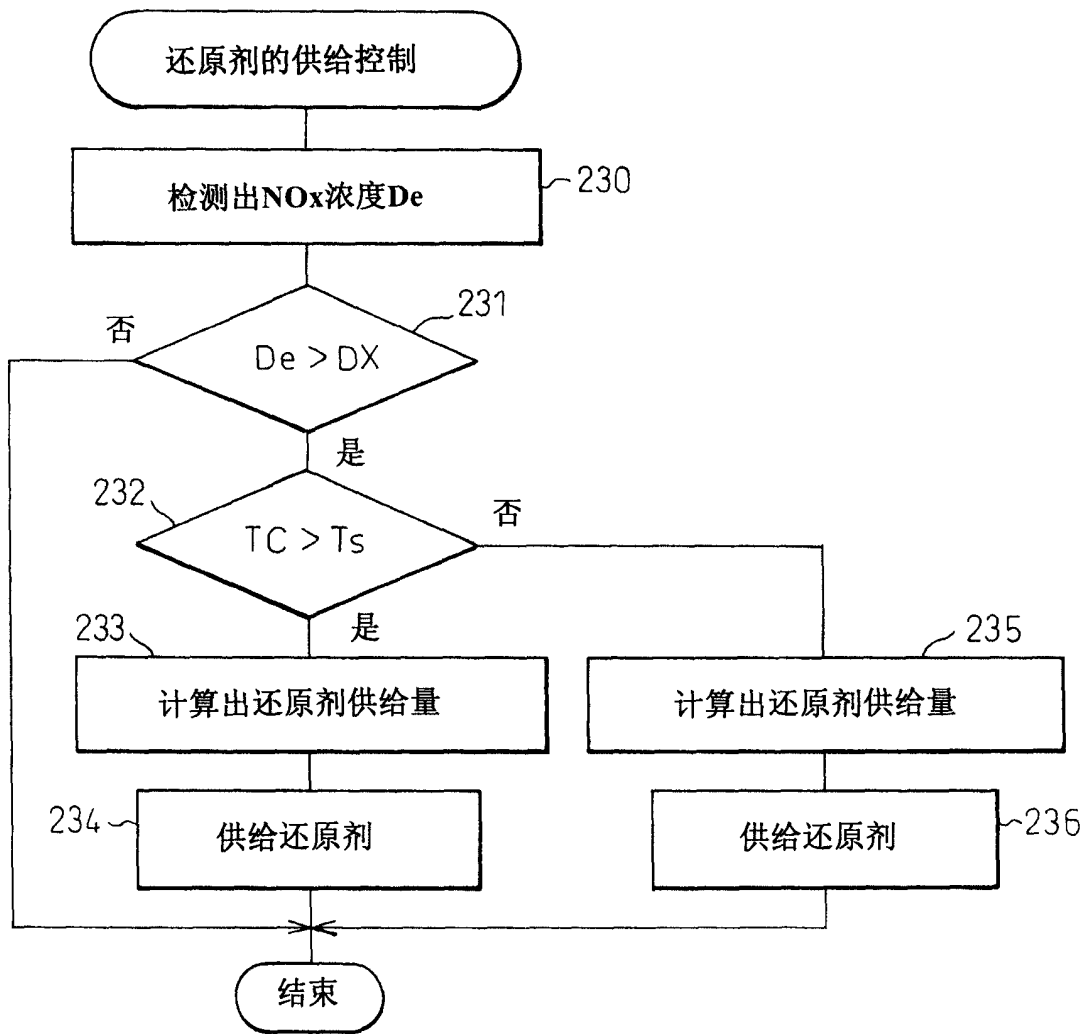 还原剂的供给控制
检测出NOx浓度De
230
De > DX
231
否
是
TC > Ts
232
否
是
233
计算出还原剂供给量
235
计算出还原剂供给量
234
供给还原剂
供给还原剂
236
结束